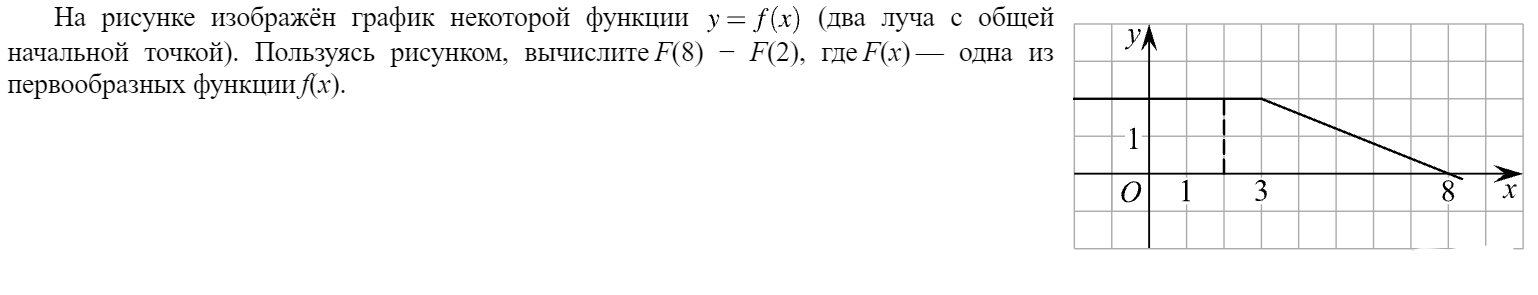 На рисунке изображён график некоторой функции y = f(x) (два луча с общей
начальной точкой). Пользуясь рисунком, вычислите F(8) − F(2), где F(x) — одна из
первообразных функции f(x).
y
1
O 1 3 8 x